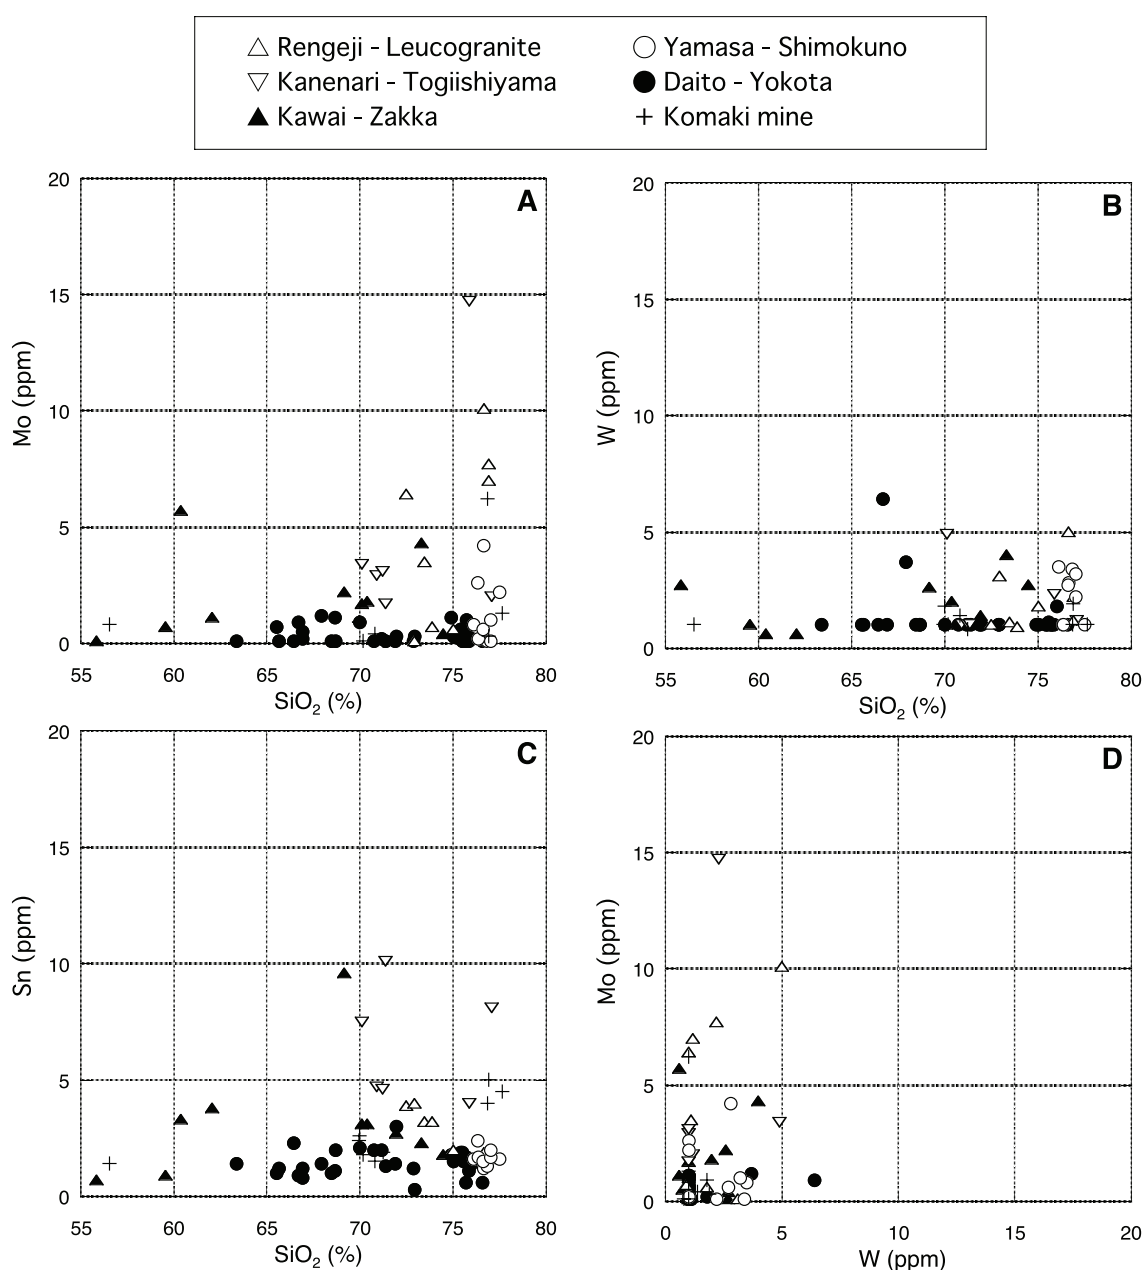 Rengeji - Leucogranite
Yamasa - Shimokuno
Kanenari - Togiishiyama
Daito - Yokota
Kawai - Zakka
Komaki mine
A
20
15
10
5
0
Mo (ppm)
55 60 65 70 75 80
SiO2 (%)
B
20
15
10
5
0
W (ppm)
55 60 65 70 75 80
SiO2 (%)
C
20
15
10
5
0
Sn (ppm)
55 60 65 70 75 80
SiO2 (%)
D
20
15
10
5
0
Mo (ppm)
0 5 10 15 20
W (ppm)